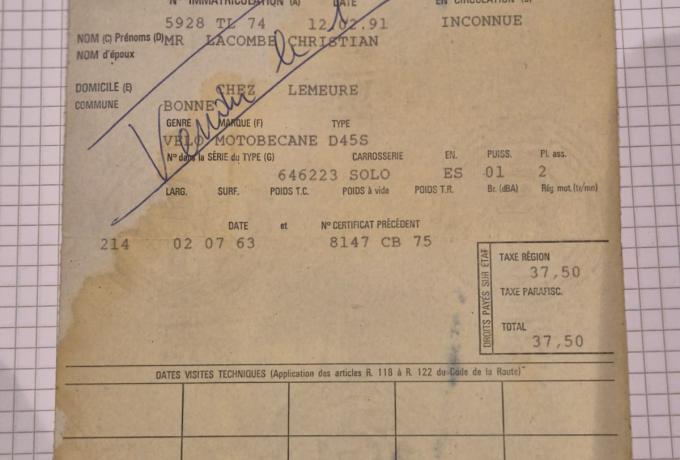 N° IMMATRICULATION (A) DATE EN CIRCULATION
5928 TL 74 12.02.91 INCONNUE
NOM (C) Prénoms (D) MR LACOMBE CHRISTIAN
NOM d'époux
DOMICILE (E) CHEZ LEMEURE
COMMUNE BONNE
GENRE MARQUE (F) TYPE
VELO MOTOBECANE D45S
N° dans la SÉRIE du TYPE (G) CARROSSERIE EN. PUISS. Pl. ass.
646223 SOLO ES 01 2
LARG. SURF. POIDS T.C. POIDS à vide POIDS T.R. Br. (dBA) Rég mot. (tr/mn)
DATE et N° CERTIFICAT PRÉCÉDENT
214 02 07 63 8147 CB 75
DROITS PAYÉS SUR ÉTAT
TAXE RÉGION
37,50
TAXE PARAFISC.
TOTAL
37,50
Vendu le
DATES VISITES TECHNIQUES (Application des articles R. 118 à R. 122 du Code de la Route)